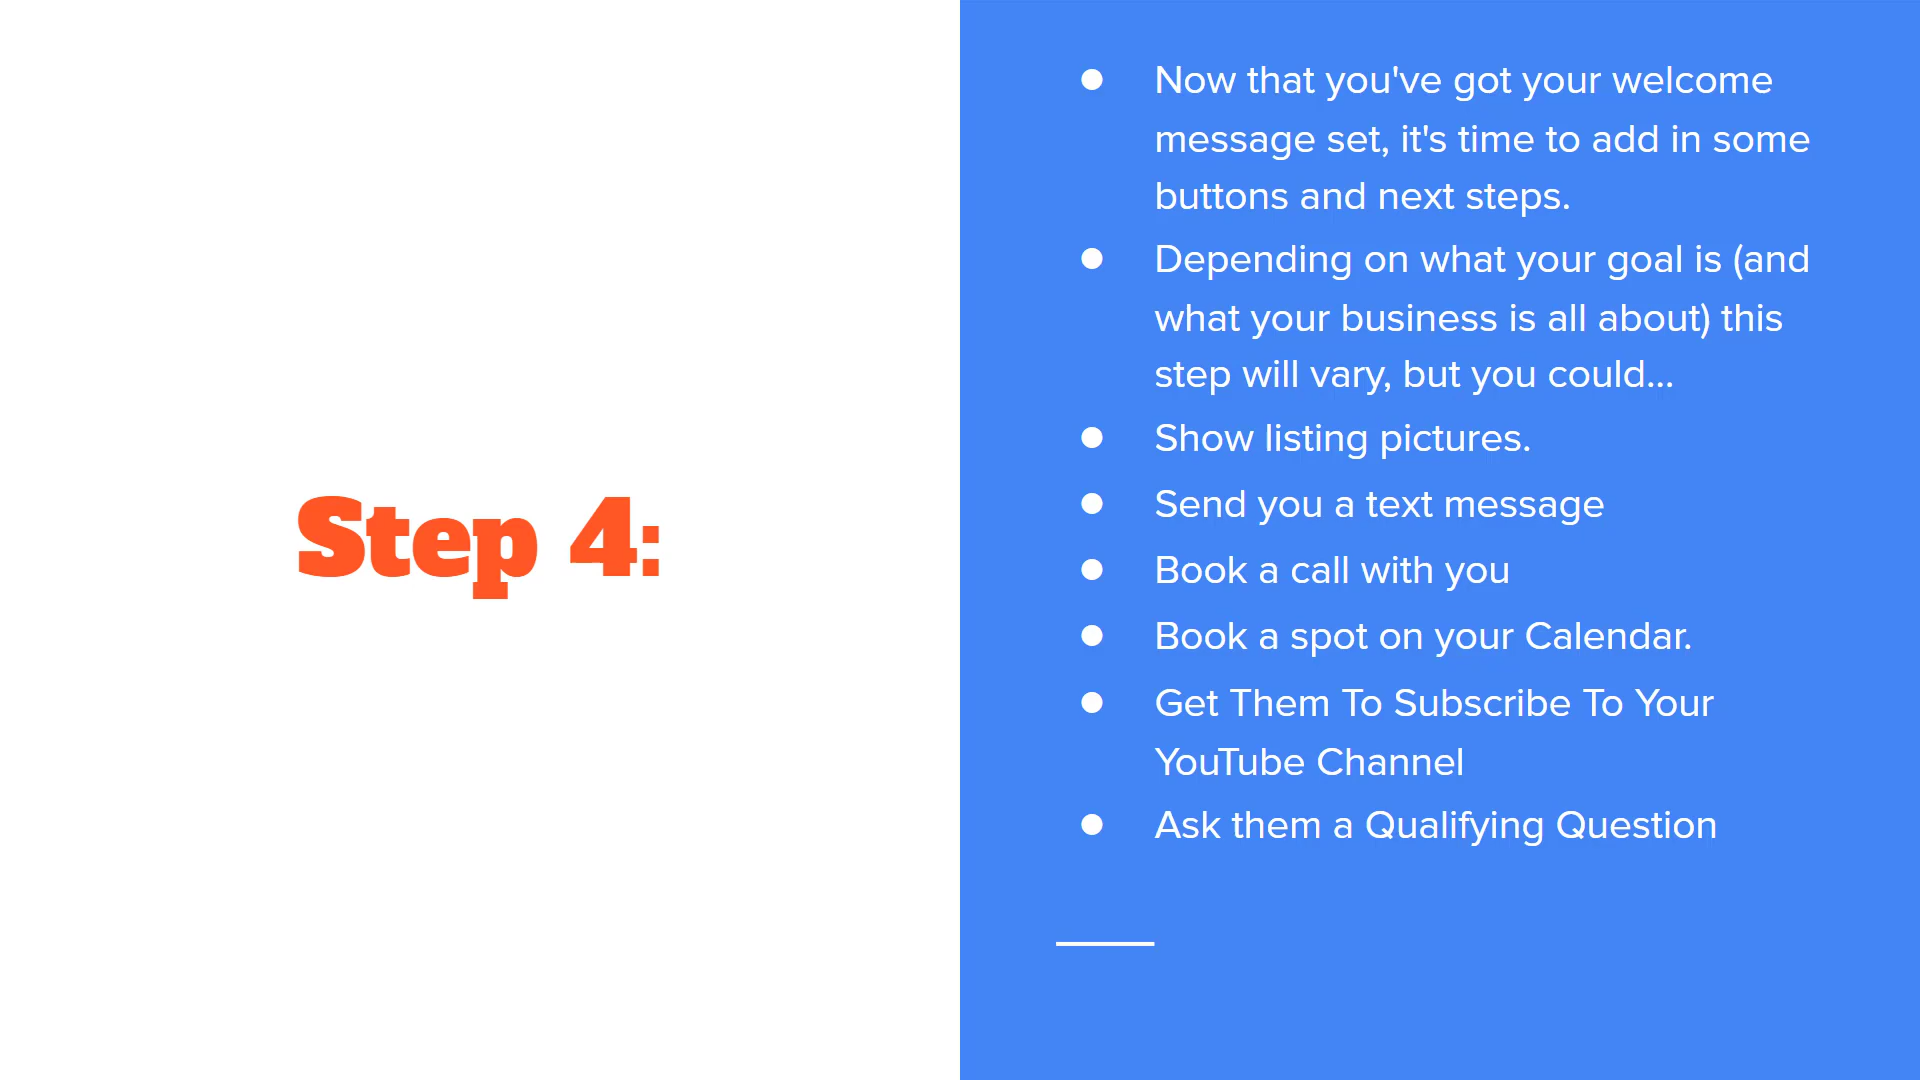 Step 4:
● Now that you've got your welcome
message set, it's time to add in some
buttons and next steps.
● Depending on what your goal is (and
what your business is all about) this
step will vary, but you could...
● Show listing pictures.
● Send you a text message
● Book a call with you
● Book a spot on your Calendar.
● Get Them To Subscribe To Your
YouTube Channel
● Ask them a Qualifying Question